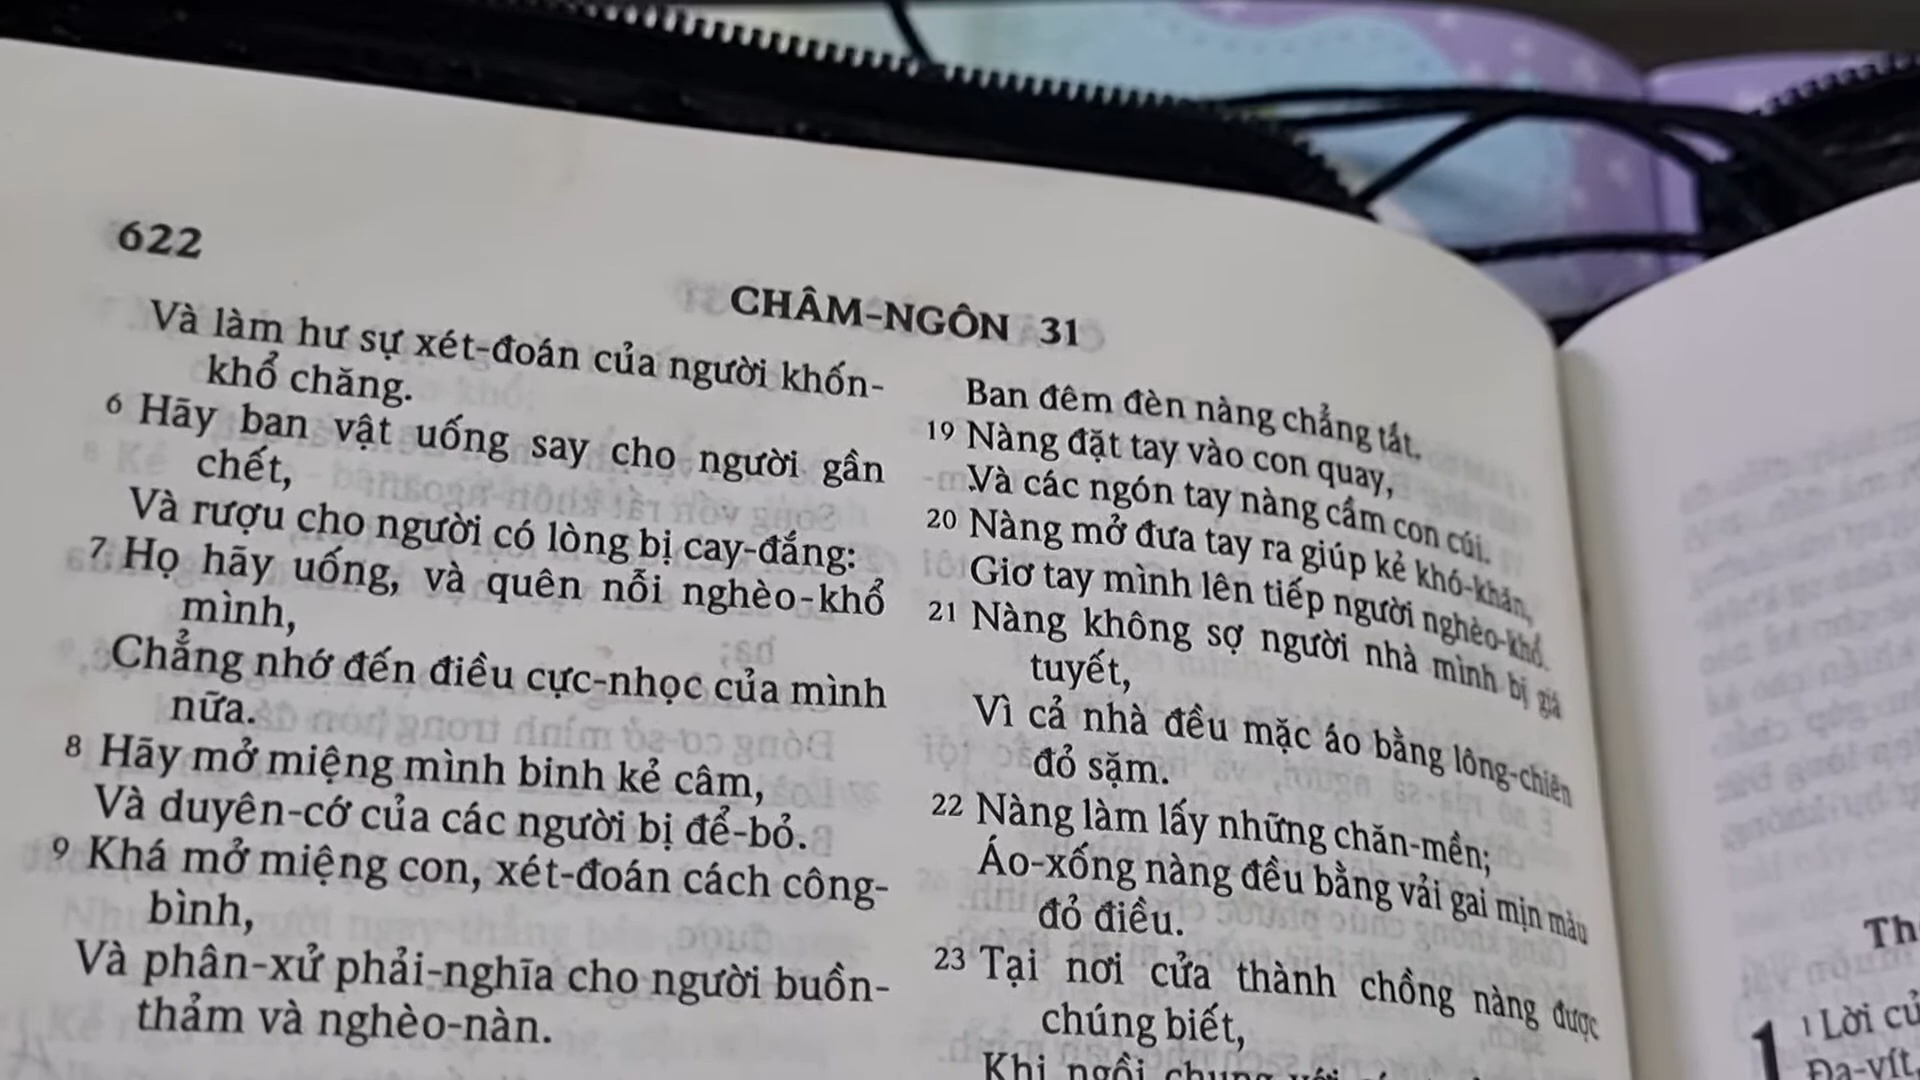 622
CHÂM-NGÔN 31
Và làm hư sự xét-đoán của người khốn-
khổ chăng.
6 Hãy ban vật uống say cho người gần
chết,
Và rượu cho người có lòng bị cay-đắng:
7 Họ hãy uống, và quên nỗi nghèo-khổ
mình,
Chẳng nhớ đến điều cực-nhọc của mình
nữa.
8 Hãy mở miệng mình binh kẻ câm,
Và duyên-cớ của các người bị để-bỏ.
9 Khá mở miệng con, xét-đoán cách công-
bình,
Và phân-xử phải-nghĩa cho người buồn-
thảm và nghèo-nàn.
Ban đêm đèn nàng chẳng tắt.
19 Nàng đặt tay vào con quay,
Và các ngón tay nàng cầm con cúi.
20 Nàng mở đưa tay ra giúp kẻ khó-khăn,
Giơ tay mình lên tiếp người nghèo-khổ.
21 Nàng không sợ người nhà mình bị giá
tuyết,
Vì cả nhà đều mặc áo bằng lông-chiên
đỏ sặm.
22 Nàng làm lấy những chăn-mền;
Áo-xống nàng đều bằng vải gai mịn màu
đỏ điều.
23 Tại nơi cửa thành chồng nàng được
chúng biết,
Khi ngồi chung với
1
1 Lời
Đa-vít,